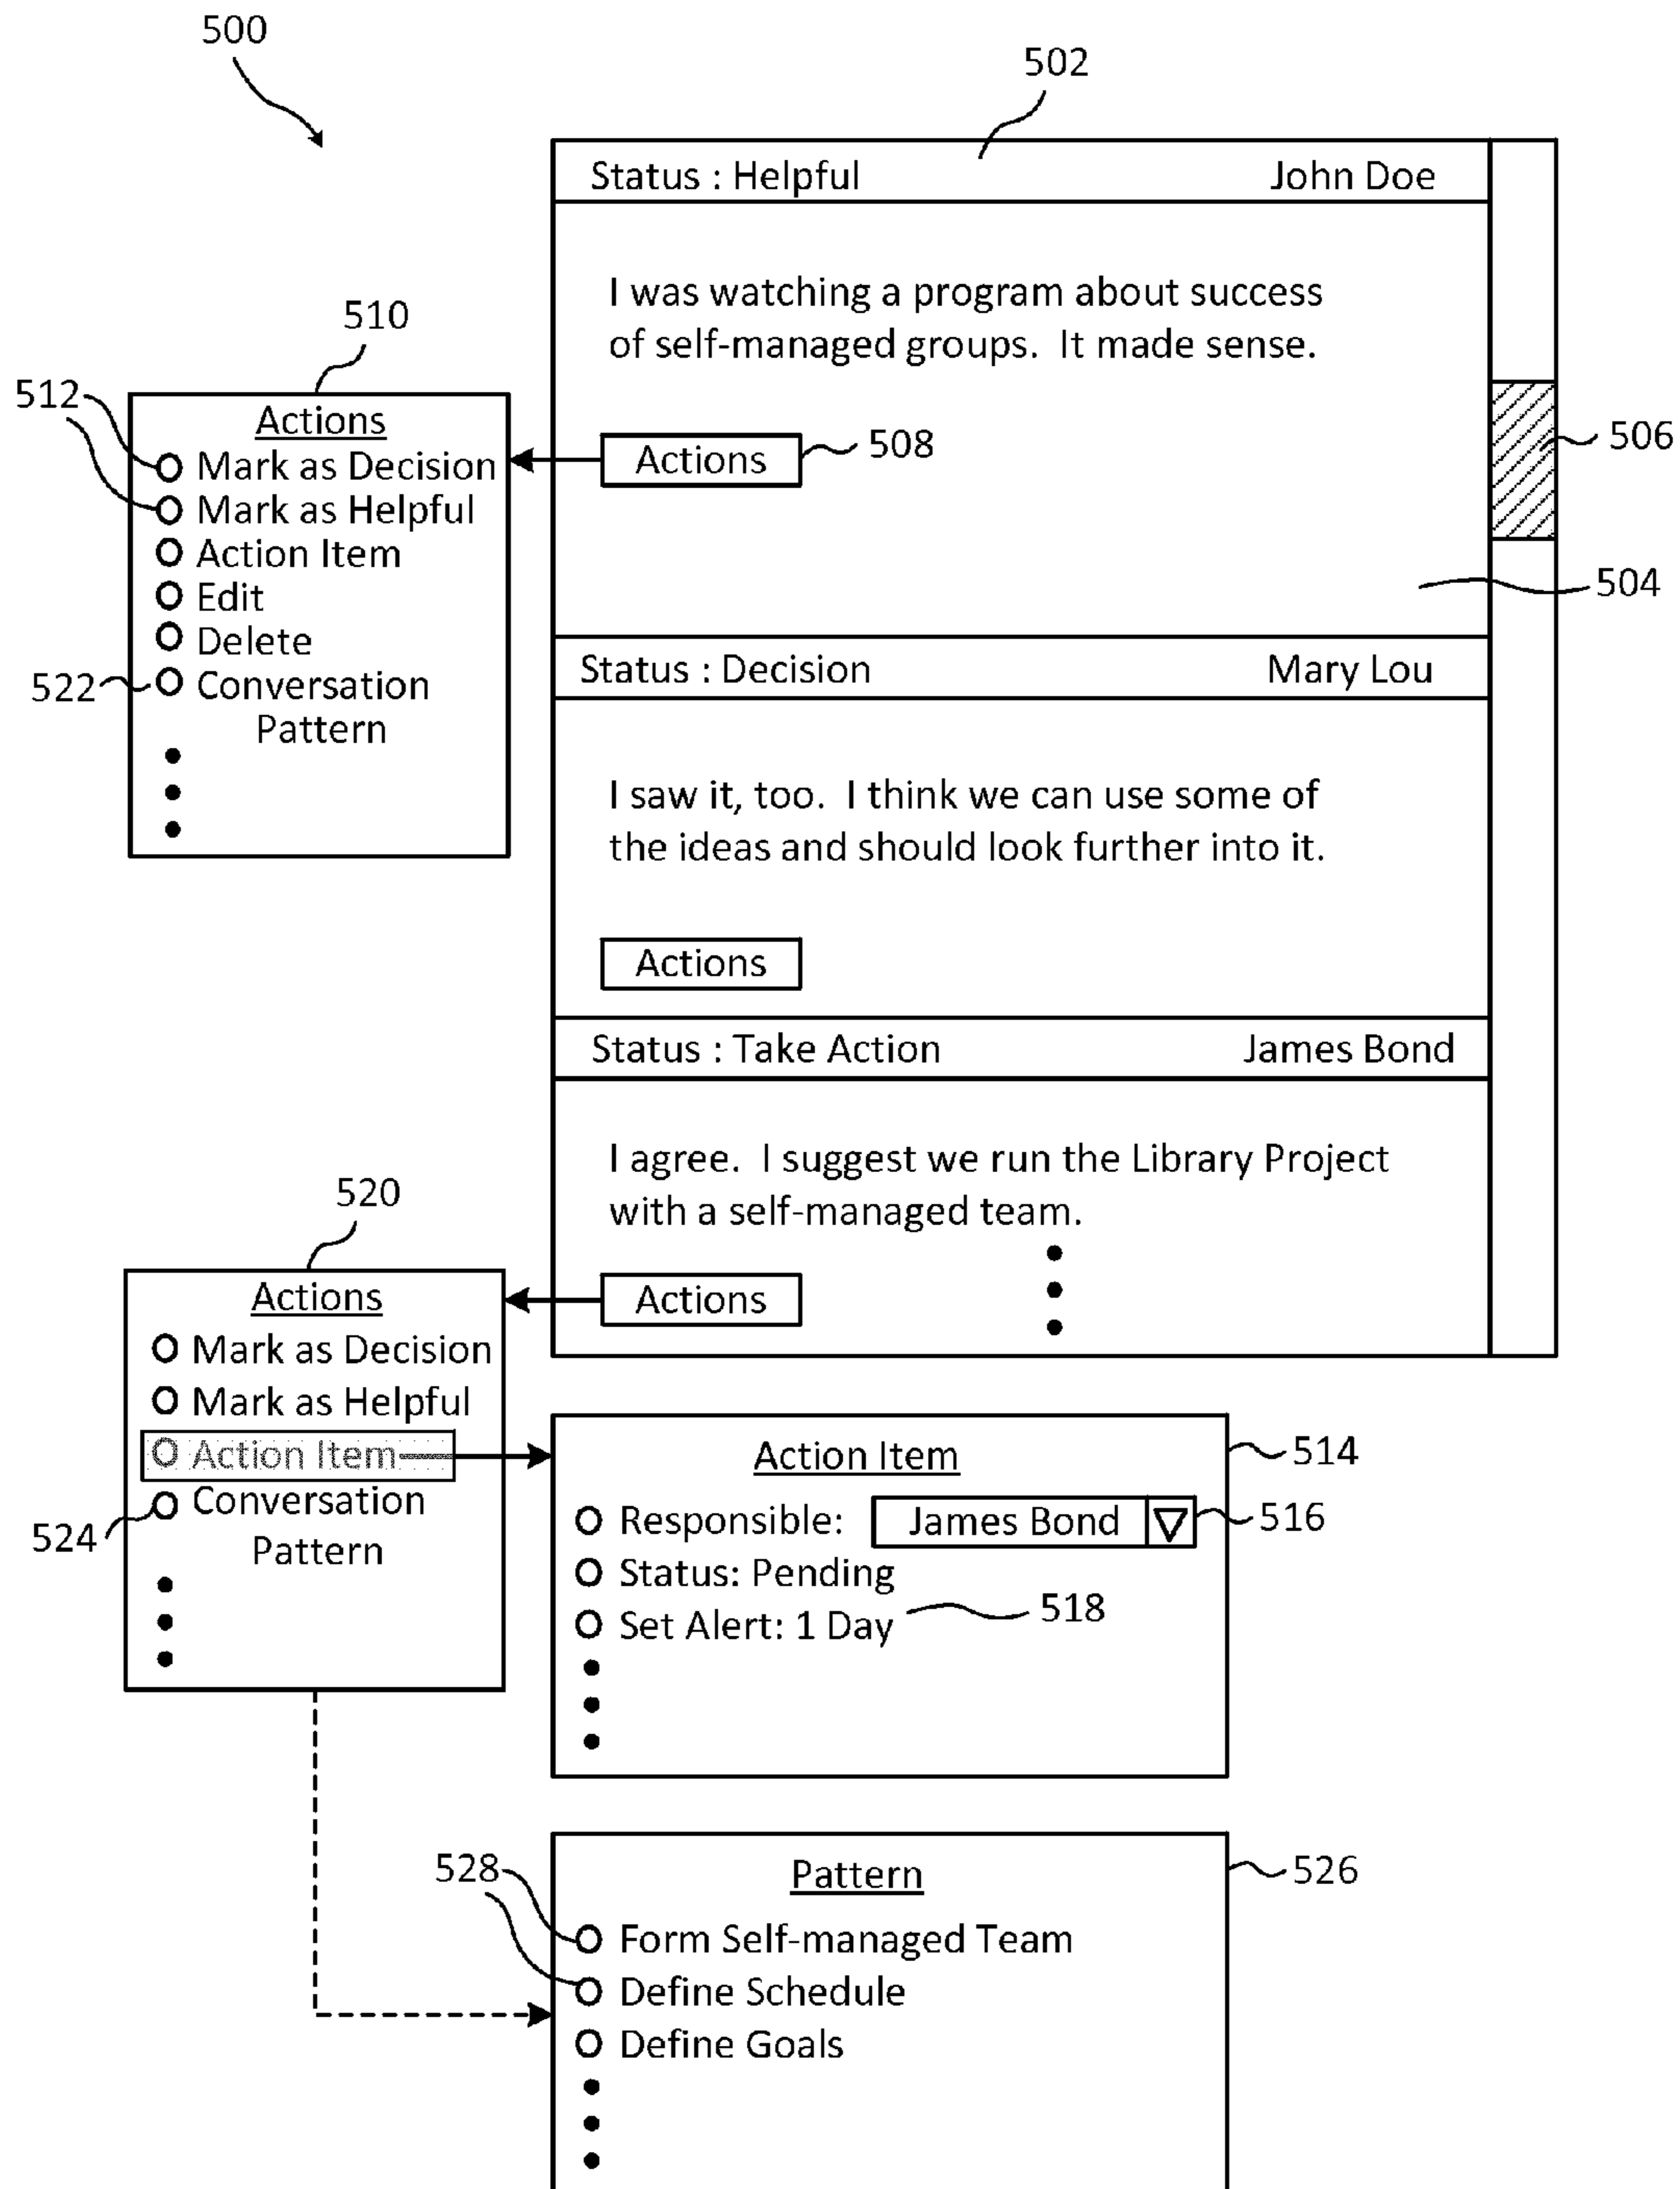 500
502
Status : Helpful John Doe
I was watching a program about success
of self-managed groups. It made sense.
510
512
Actions
Mark as Decision
Mark as Helpful
Action Item
Edit
Delete
522
Conversation
Pattern
Actions
508
506
504
Status : Decision Mary Lou
I saw it, too. I think we can use some of
the ideas and should look further into it.
Actions
Status : Take Action James Bond
I agree. I suggest we run the Library Project
with a self-managed team.
Actions
520
Actions
Mark as Decision
Mark as Helpful
Action Item
Conversation
524
Pattern
Action Item
514
Responsible: James Bond
516
Status: Pending
Set Alert: 1 Day
518
528
Pattern
526
Form Self-managed Team
Define Schedule
Define Goals